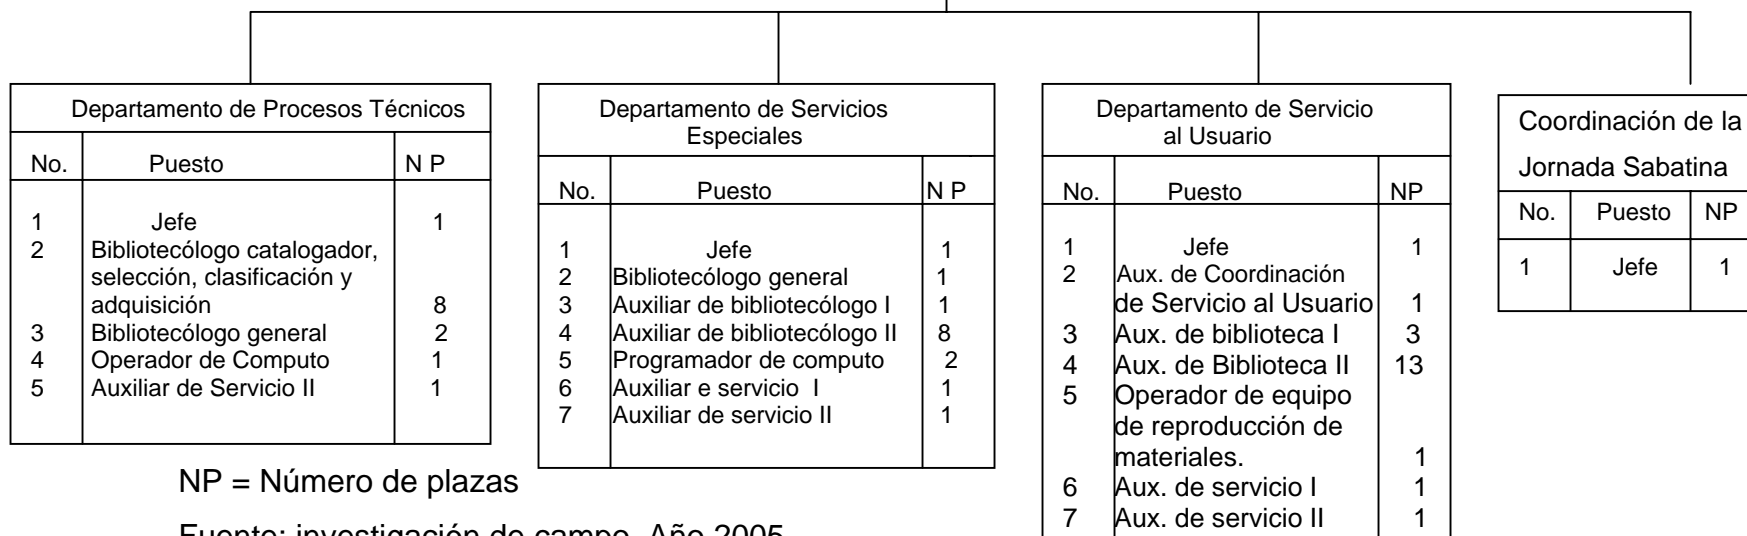 Departamento de Procesos Técnicos
No. Puesto N P
1 Jefe 1
2 Bibliotecólogo catalogador,
selección, clasificación y
adquisición 8
3 Bibliotecólogo general 2
4 Operador de Computo 1
5 Auxiliar de Servicio II 1
Departamento de Servicios
Especiales
No. Puesto N P
1 Jefe 1
2 Bibliotecólogo general 1
3 Auxiliar de bibliotecólogo I 1
4 Auxiliar de bibliotecólogo II 8
5 Programador de computo 2
6 Auxiliar e servicio I 1
7 Auxiliar de servicio II 1
Departamento de Servicio
al Usuario
No. Puesto NP
1 Jefe 1
2 Aux. de Coordinación
de Servicio al Usuario 1
3 Aux. de biblioteca I 3
4 Aux. de Biblioteca II 13
5 Operador de equipo
de reproducción de
materiales. 1
6 Aux. de servicio I 1
7 Aux. de servicio II 1
Coordinación de la
Jornada Sabatina
No. Puesto NP
1 Jefe 1
NP = Número de plazas
Fuente: investigación de campo. Año 2005